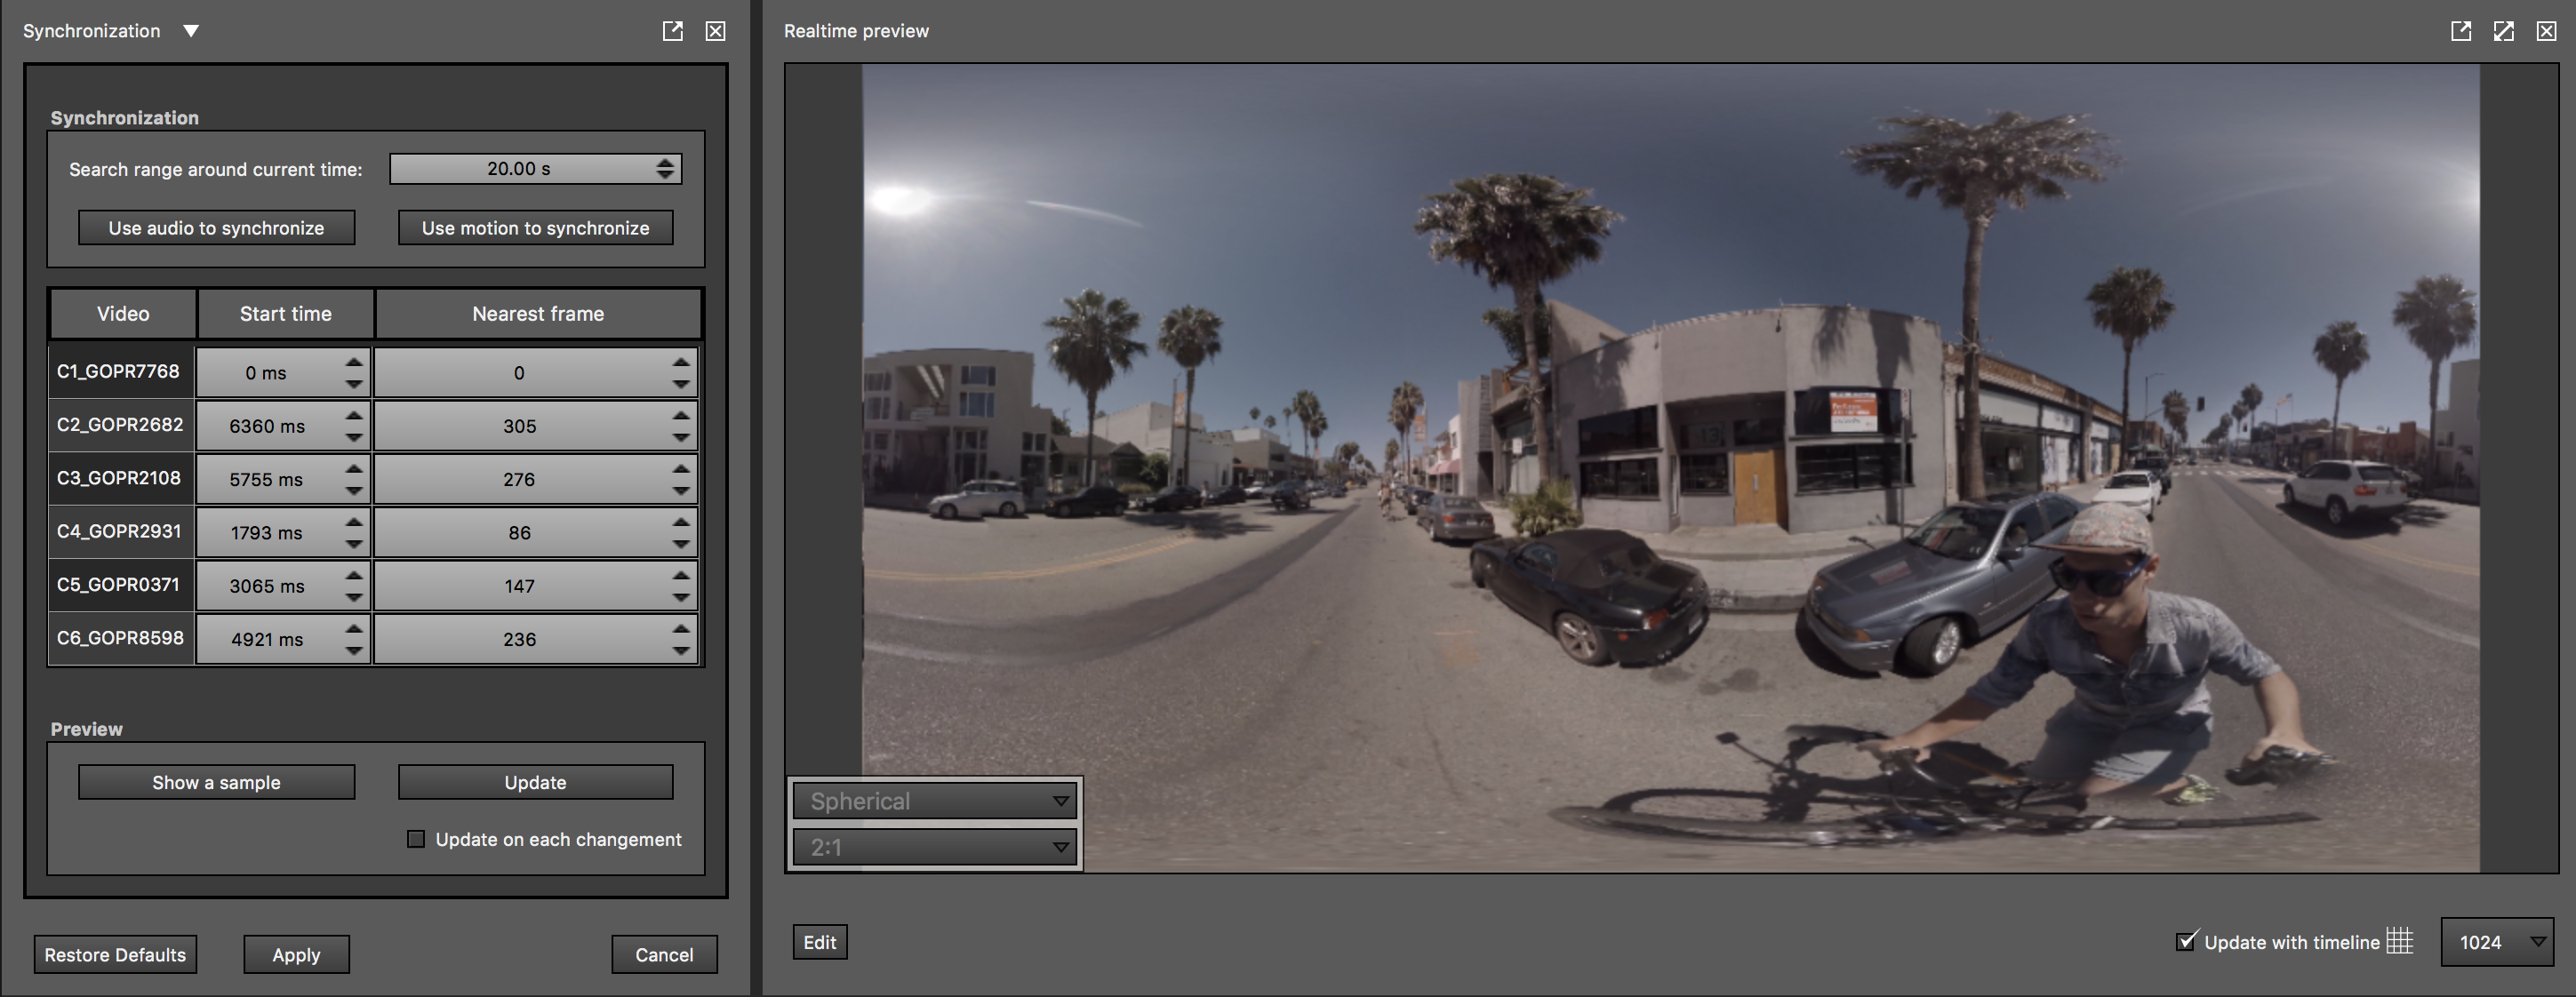 Synchronization
Synchronization
Search range around current time: 20.00 s
Use audio to synchronize Use motion to synchronize
Video Start time Nearest frame
C1_GOPR7768 0 ms 0
C2_GOPR2682 6360 ms 305
C3_GOPR2108 5755 ms 276
C4_GOPR2931 1793 ms 86
C5_GOPR0371 3065 ms 147
C6_GOPR8598 4921 ms 236
Preview
Show a sample Update
Update on each changement
Restore Defaults Apply Cancel
Realtime preview
13
Spherical
2:1
Edit Update with timeline 1024